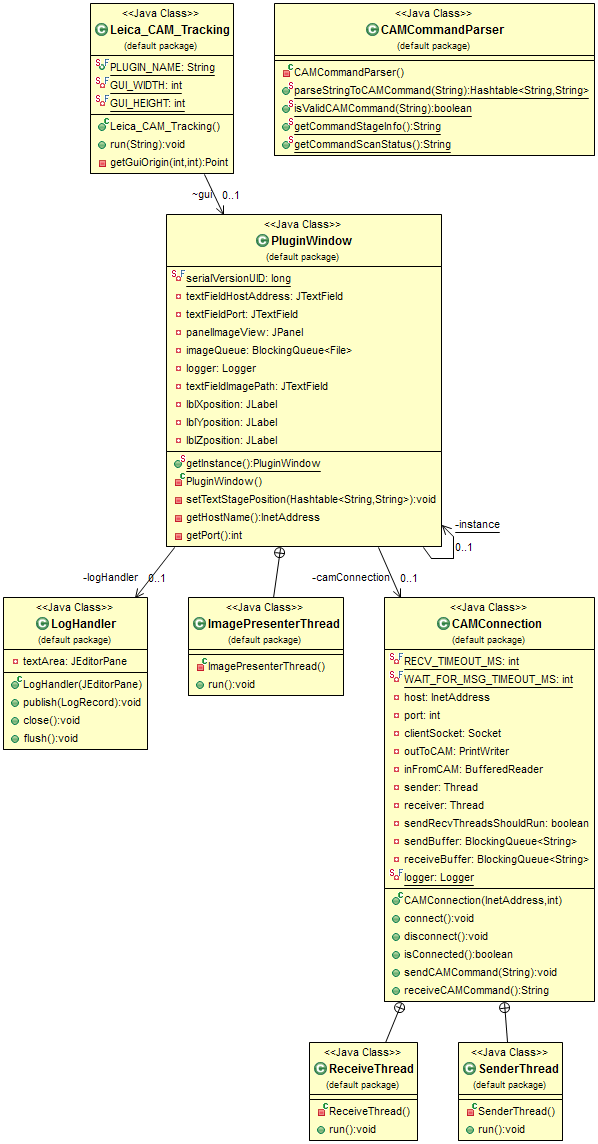 <<Java Class>>
Leica_CAM_Tracking
(default package)
PLUGIN_NAME: String
GUI_WIDTH: int
GUI_HEIGHT: int
Leica_CAM_Tracking()
run(String):void
getGuiOrigin(int,int):Point
<<Java Class>>
CAMCommandParser
(default package)
CAMCommandParser()
parseStringToCAMCommand(String):Hashtable<String,String>
isValidCAMCommand(String):boolean
getCommandStageInfo():String
getCommandScanStatus():String
~gui 0..1
<<Java Class>>
PluginWindow
(default package)
serialVersionUID: long
textFieldHostAddress: JTextField
textFieldPort: JTextField
panelImageView: JPanel
imageQueue: BlockingQueue<File>
logger: Logger
textFieldImagePath: JTextField
lblXposition: JLabel
lblYposition: JLabel
lblZposition: JLabel
getInstance():PluginWindow
PluginWindow()
setTextStagePosition(Hashtable<String,String>):void
getHostName():InetAddress
getPort():int
-instance
0..1
-logHandler 0..1
-camConnection 0..1
<<Java Class>>
LogHandler
(default package)
textArea: JEditorPane
LogHandler(JEditorPane)
publish(LogRecord):void
close():void
flush():void
<<Java Class>>
ImagePresenterThread
(default package)
ImagePresenterThread()
run():void
<<Java Class>>
CAMConnection
(default package)
RECV_TIMEOUT_MS: int
WAIT_FOR_MSG_TIMEOUT_MS: int
host: InetAddress
port: int
clientSocket: Socket
outToCAM: PrintWriter
inFromCAM: BufferedReader
sender: Thread
receiver: Thread
sendRecvThreadsShouldRun: boolean
sendBuffer: BlockingQueue<String>
receiveBuffer: BlockingQueue<String>
logger: Logger
CAMConnection(InetAddress,int)
connect():void
disconnect():void
isConnected():boolean
sendCAMCommand(String):void
receiveCAMCommand():String
<<Java Class>>
ReceiveThread
(default package)
ReceiveThread()
run():void
<<Java Class>>
SenderThread
(default package)
SenderThread()
run():void